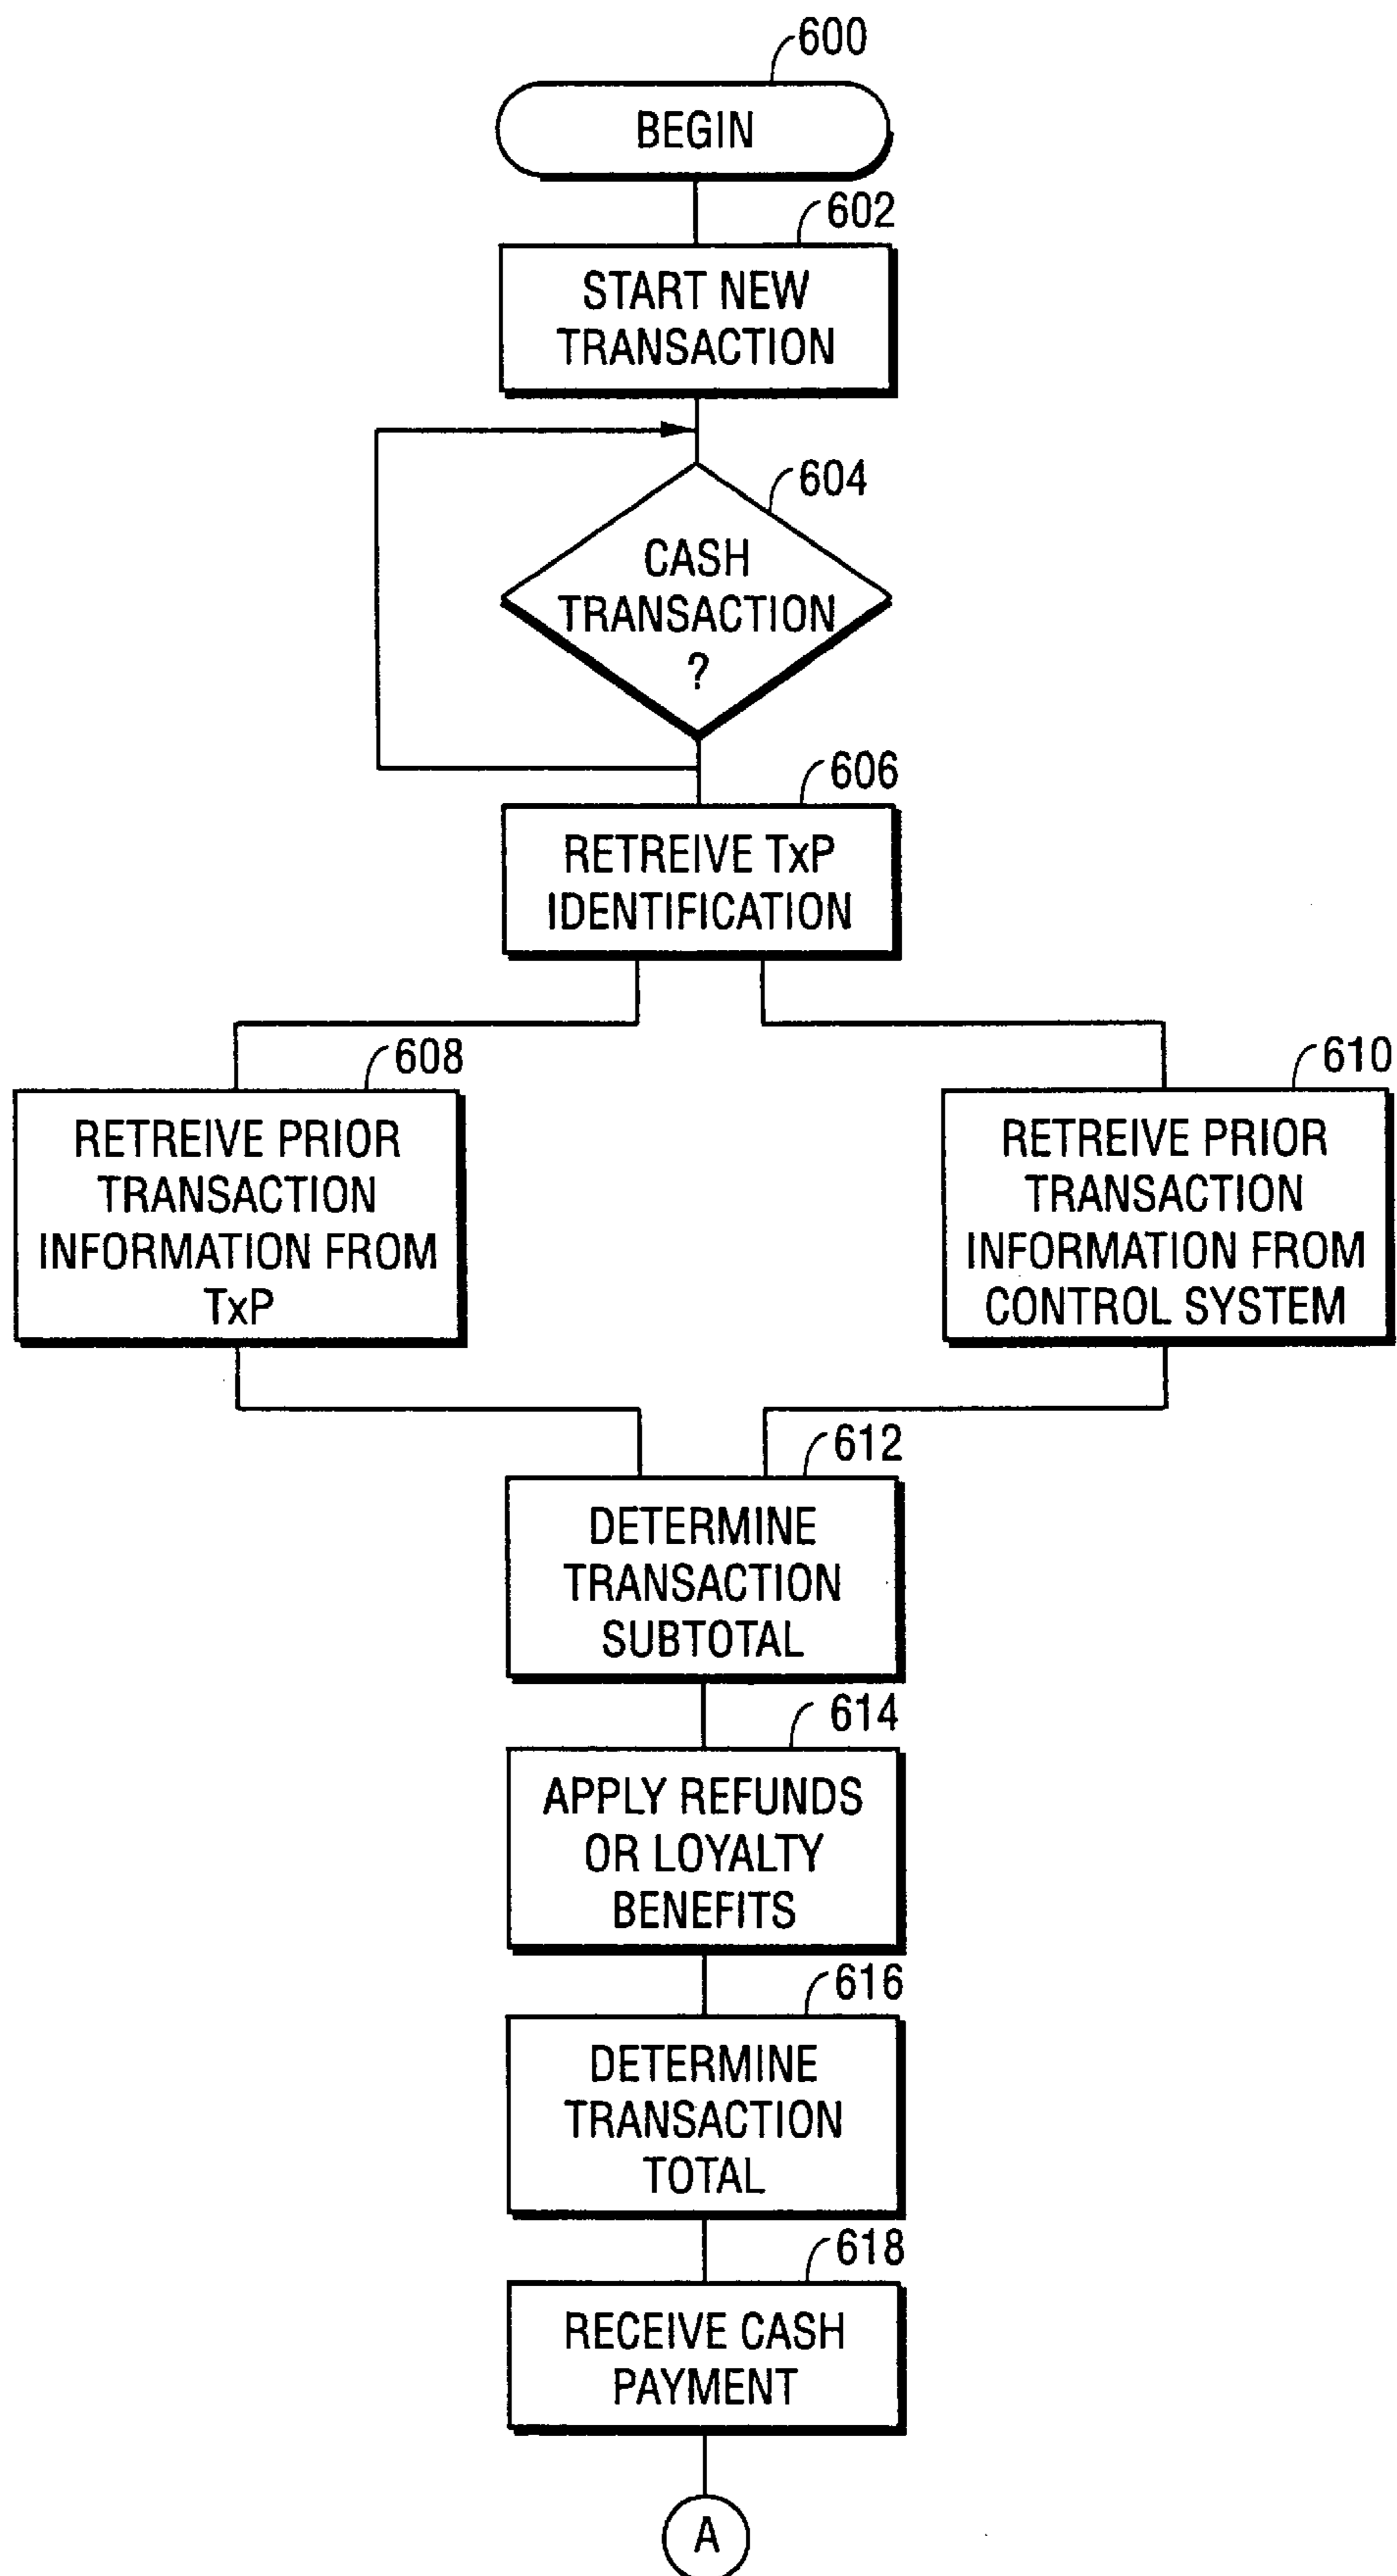 600
BEGIN
602
START NEW
TRANSACTION
604
CASH
TRANSACTION
?
606
RETREIVE TxP
IDENTIFICATION
608
RETREIVE PRIOR
TRANSACTION
INFORMATION FROM
TxP
610
RETREIVE PRIOR
TRANSACTION
INFORMATION FROM
CONTROL SYSTEM
612
DETERMINE
TRANSACTION
SUBTOTAL
614
APPLY REFUNDS
OR LOYALTY
BENEFITS
616
DETERMINE
TRANSACTION
TOTAL
618
RECEIVE CASH
PAYMENT
A